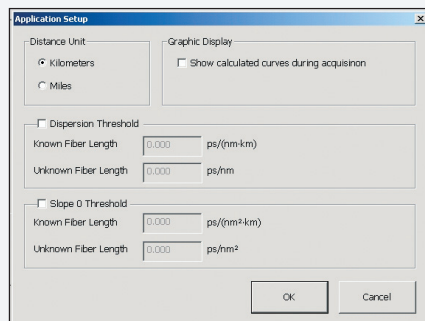 Application Setup
Distance Unit
Kilometers
Miles
Graphic Display
Show calculated curves during acquisinon
Dispersion Threshold
Known Fiber Length 0.000 ps/(nm·km)
Unknown Fiber Length 0.000 ps/nm
Slope 0 Threshold
Known Fiber Length 0.000 ps/(nm²·km)
Unknown Fiber Length 0.000 ps/nm²
OK Cancel